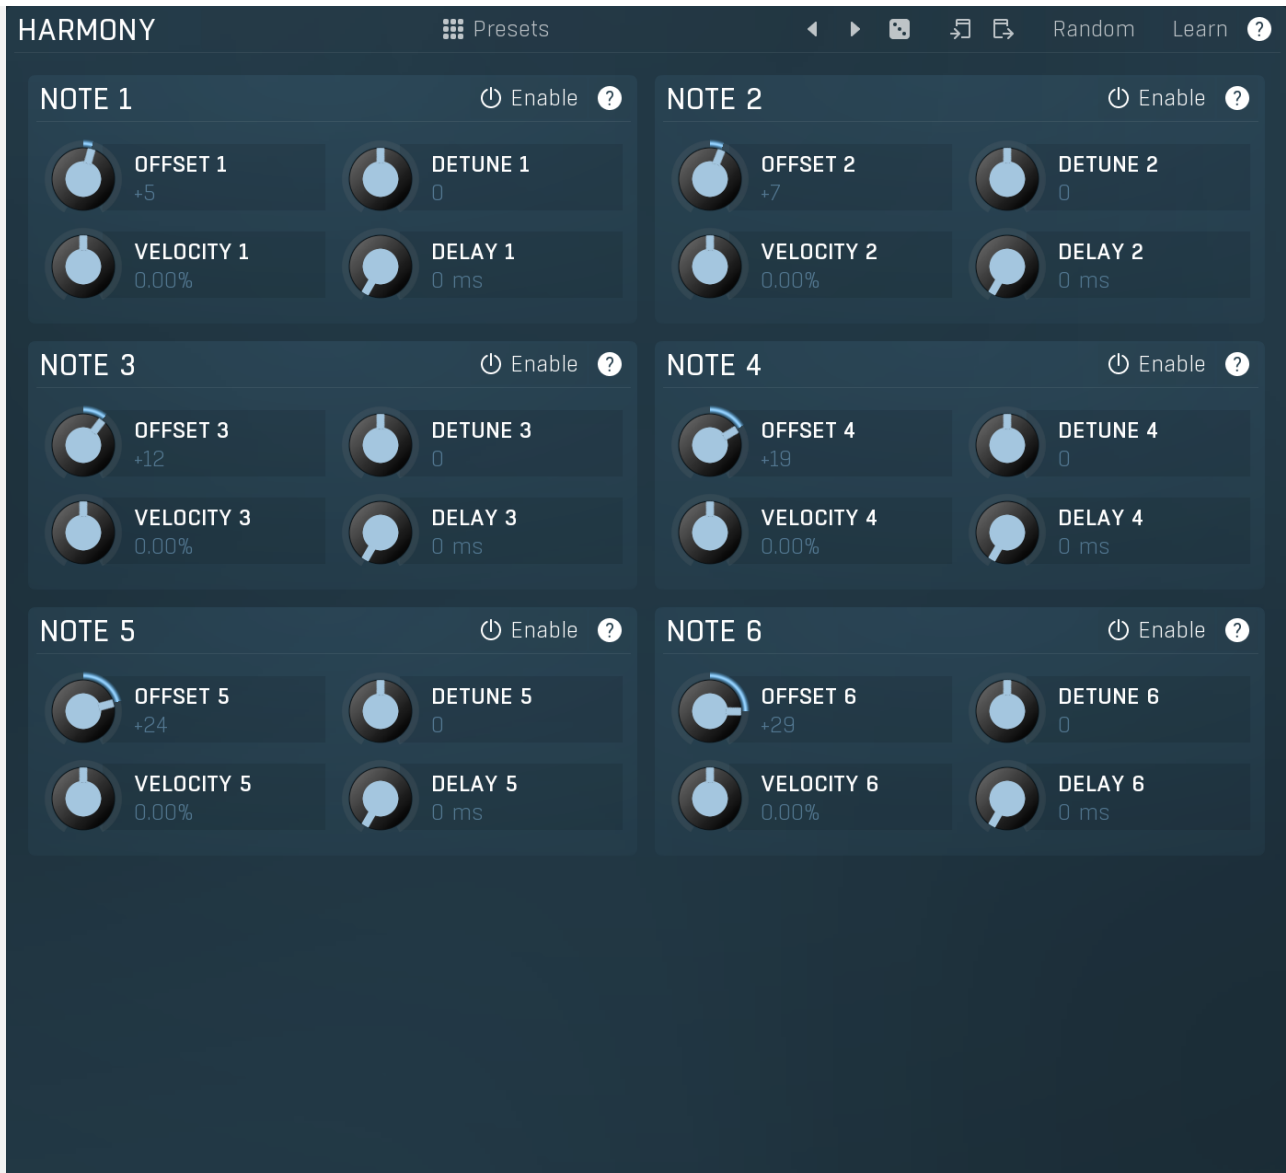 HARMONY Presets Random Learn ?
NOTE 1 Enable ? NOTE 2 Enable ?
OFFSET 1 DETUNE 1 OFFSET 2 DETUNE 2
+5 0 +7 0
VELOCITY 1 DELAY 1 VELOCITY 2 DELAY 2
0.00% 0 ms 0.00% 0 ms
NOTE 3 Enable ? NOTE 4 Enable ?
OFFSET 3 DETUNE 3 OFFSET 4 DETUNE 4
+12 0 +19 0
VELOCITY 3 DELAY 3 VELOCITY 4 DELAY 4
0.00% 0 ms 0.00% 0 ms
NOTE 5 Enable ? NOTE 6 Enable ?
OFFSET 5 DETUNE 5 OFFSET 6 DETUNE 6
+24 0 +29 0
VELOCITY 5 DELAY 5 VELOCITY 6 DELAY 6
0.00% 0 ms 0.00% 0 ms